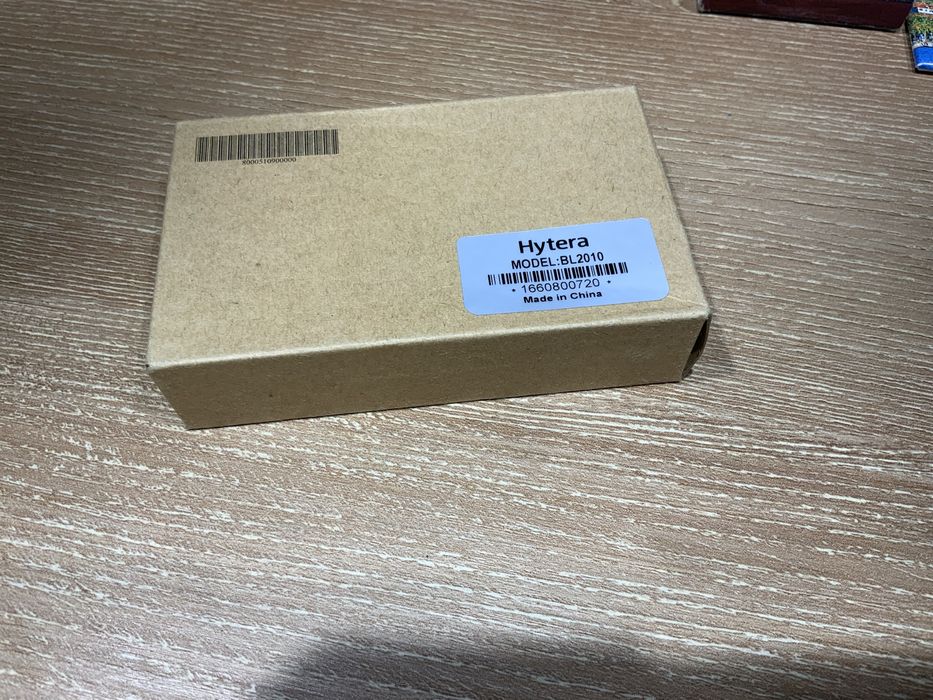 8000510900000
Hytera
MODEL:BL2010
* 1660800720 *
Made in China